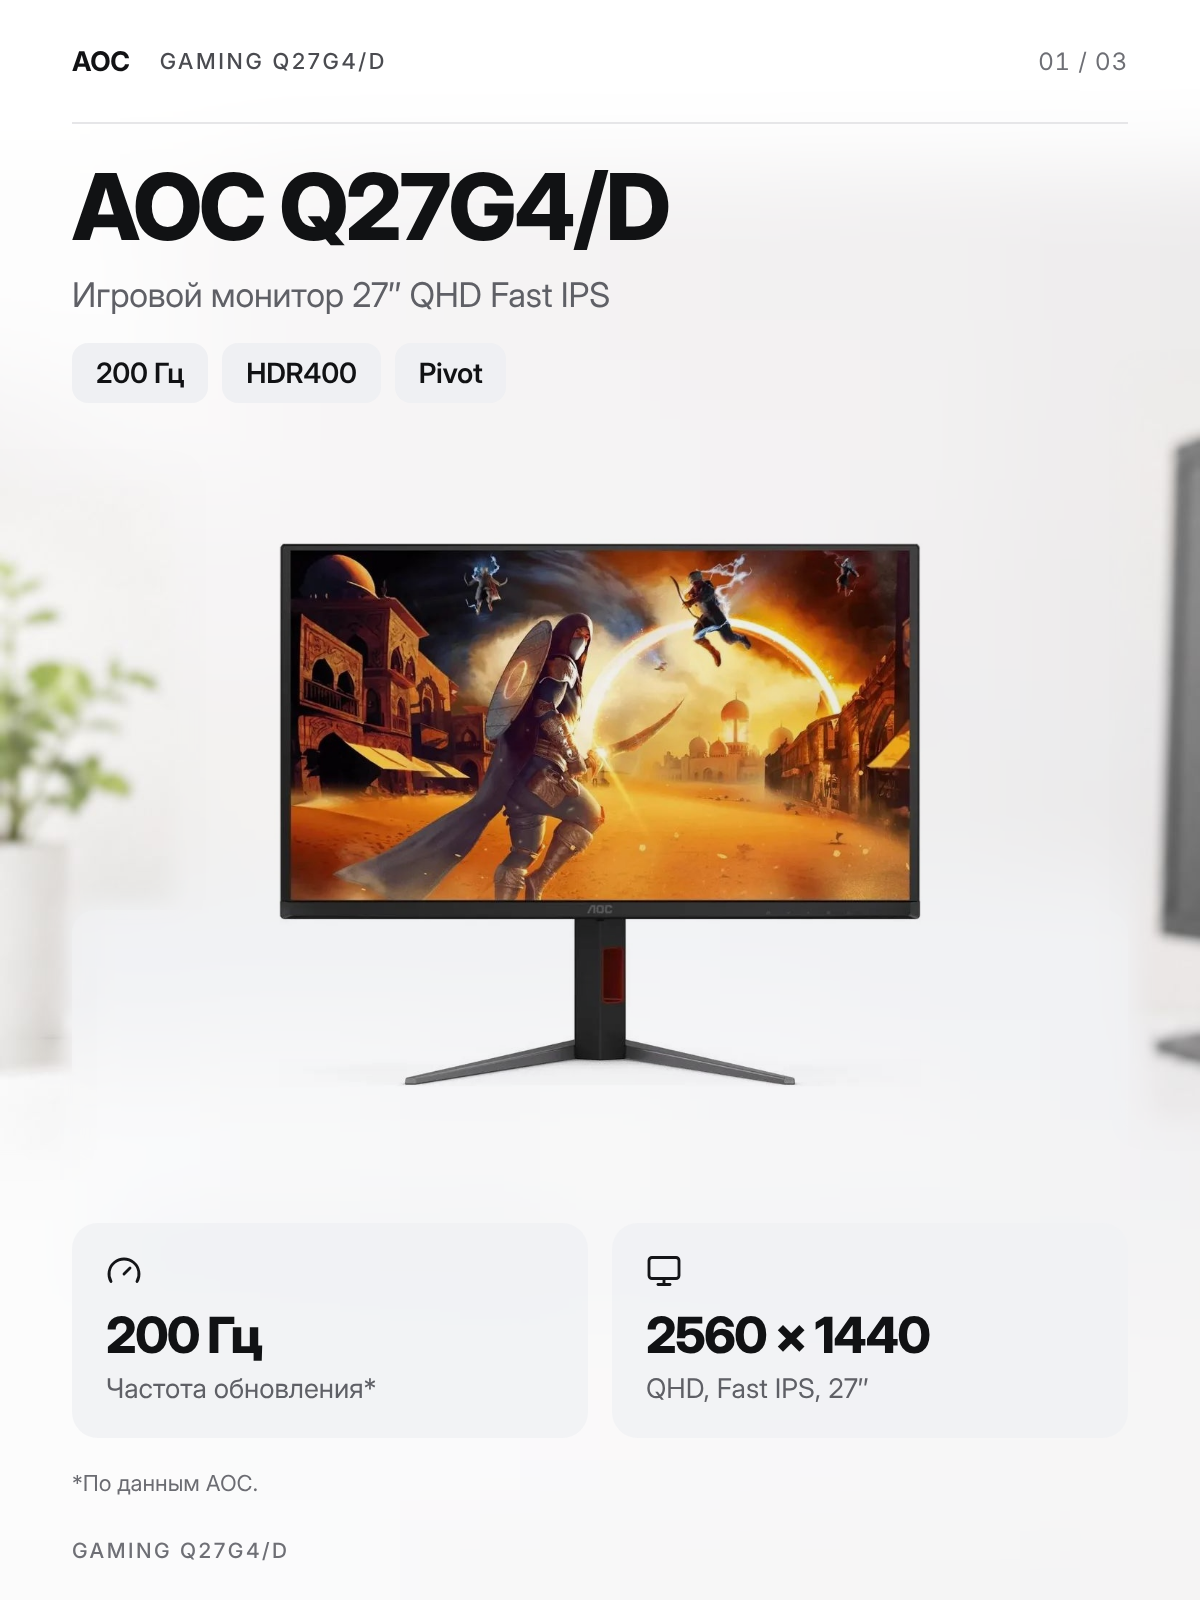 AOC GAMING Q27G4/D 01 / 03
AOC Q27G4/D
Игровой монитор 27″ QHD Fast IPS
200 Гц HDR400 Pivot
AOC
200 Гц
Частота обновления*
2560 × 1440
QHD, Fast IPS, 27″
*По данным AOC.
GAMING Q27G4/D